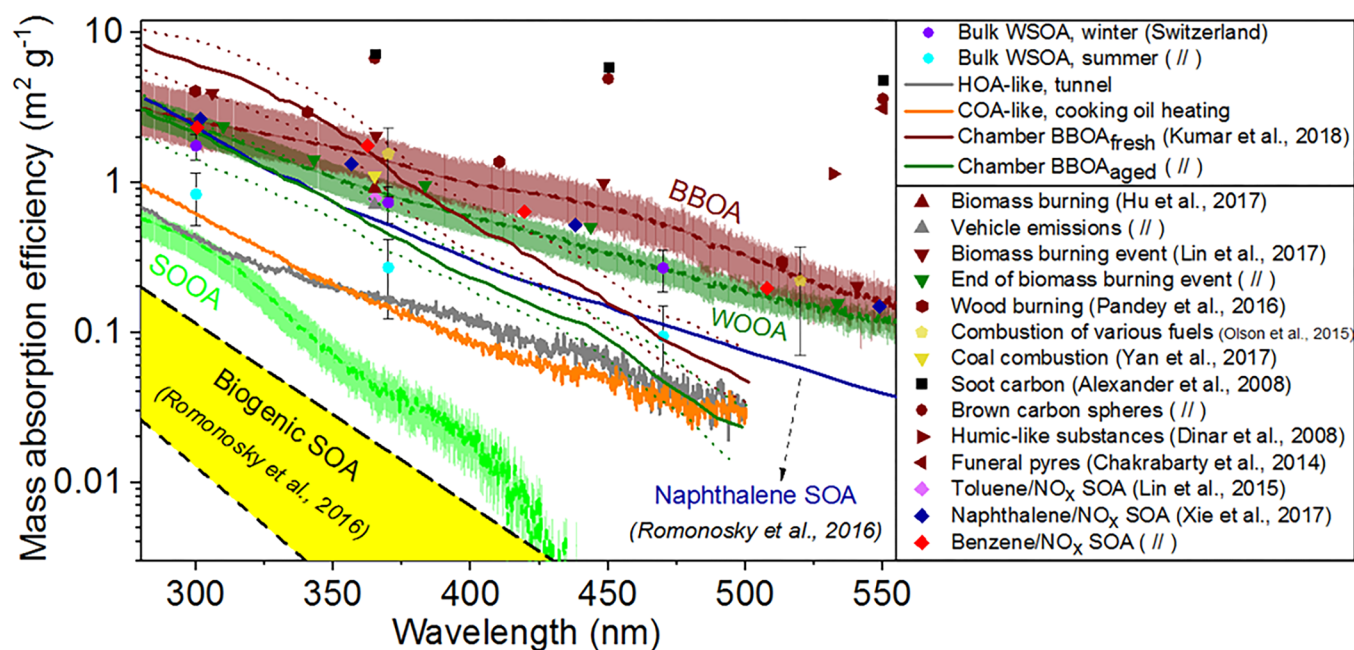 Mass absorption efficiency (m² g⁻¹)
10
1
0.1
0.01
300
350
400
450
500
550
Wavelength (nm)
BBOA
WOOA
SOOA
Biogenic SOA
(Romonosky et al., 2016)
Naphthalene SOA
(Romonosky et al., 2016)
Bulk WSOA, winter (Switzerland)
Bulk WSOA, summer ( // )
HOA-like, tunnel
COA-like, cooking oil heating
Chamber BBOAfresh (Kumar et al., 2018)
Chamber BBOAaged ( // )
Biomass burning (Hu et al., 2017)
Vehicle emissions ( // )
Biomass burning event (Lin et al., 2017)
End of biomass burning event ( // )
Wood burning (Pandey et al., 2016)
Combustion of various fuels (Olson et al., 2015)
Coal combustion (Yan et al., 2017)
Soot carbon (Alexander et al., 2008)
Brown carbon spheres ( // )
Humic-like substances (Dinar et al., 2008)
Funeral pyres (Chakrabarty et al., 2014)
Toluene/NOx SOA (Lin et al., 2015)
Naphthalene/NOx SOA (Xie et al., 2017)
Benzene/NOx SOA ( // )